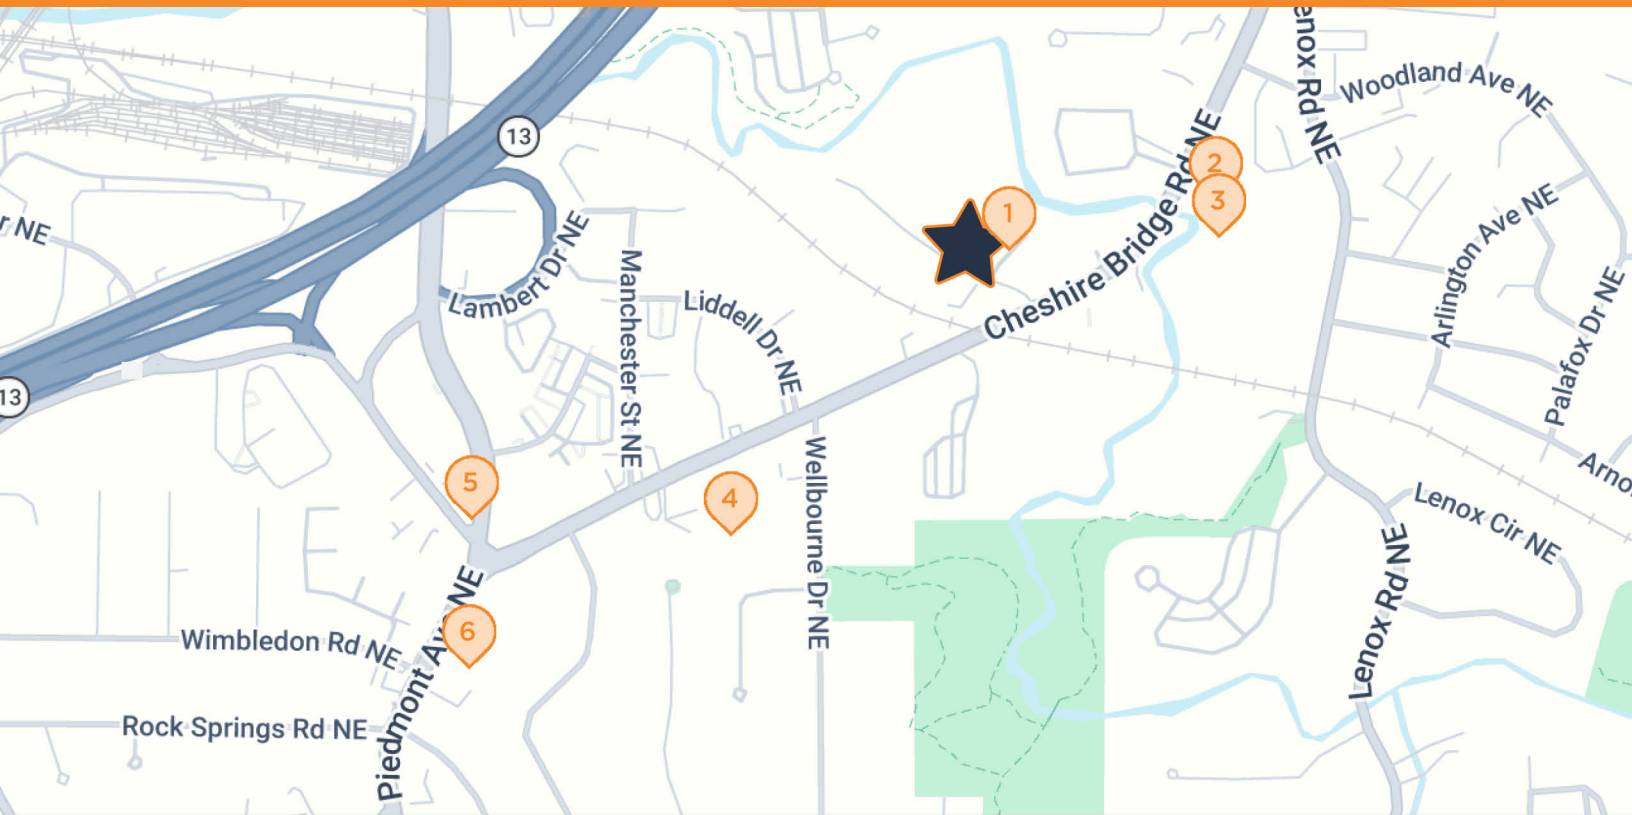 enox Rd NE
Woodland Ave NE
13
Cheshire Bridge Rd NE
2
3
1
Arlington Ave NE
r NE
Lambert Dr NE
Manchester St NE
Liddell Dr NE
Palafox Dr NE
13
Wellbourne Dr NE
5
4
Arno
Lenox Cir NE
Lenox Rd NE
6
Wimbledon Rd NE
Piedmont Ave NE
Rock Springs Rd NE